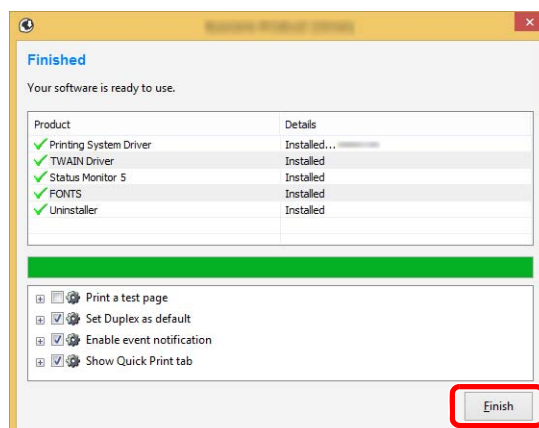 Finished
Your software is ready to use.
Product Details
Printing System Driver Installed...
TWAIN Driver Installed
Status Monitor 5 Installed
FONTS Installed
Uninstaller Installed
Print a test page
Set Duplex as default
Enable event notification
Show Quick Print tab
Finish